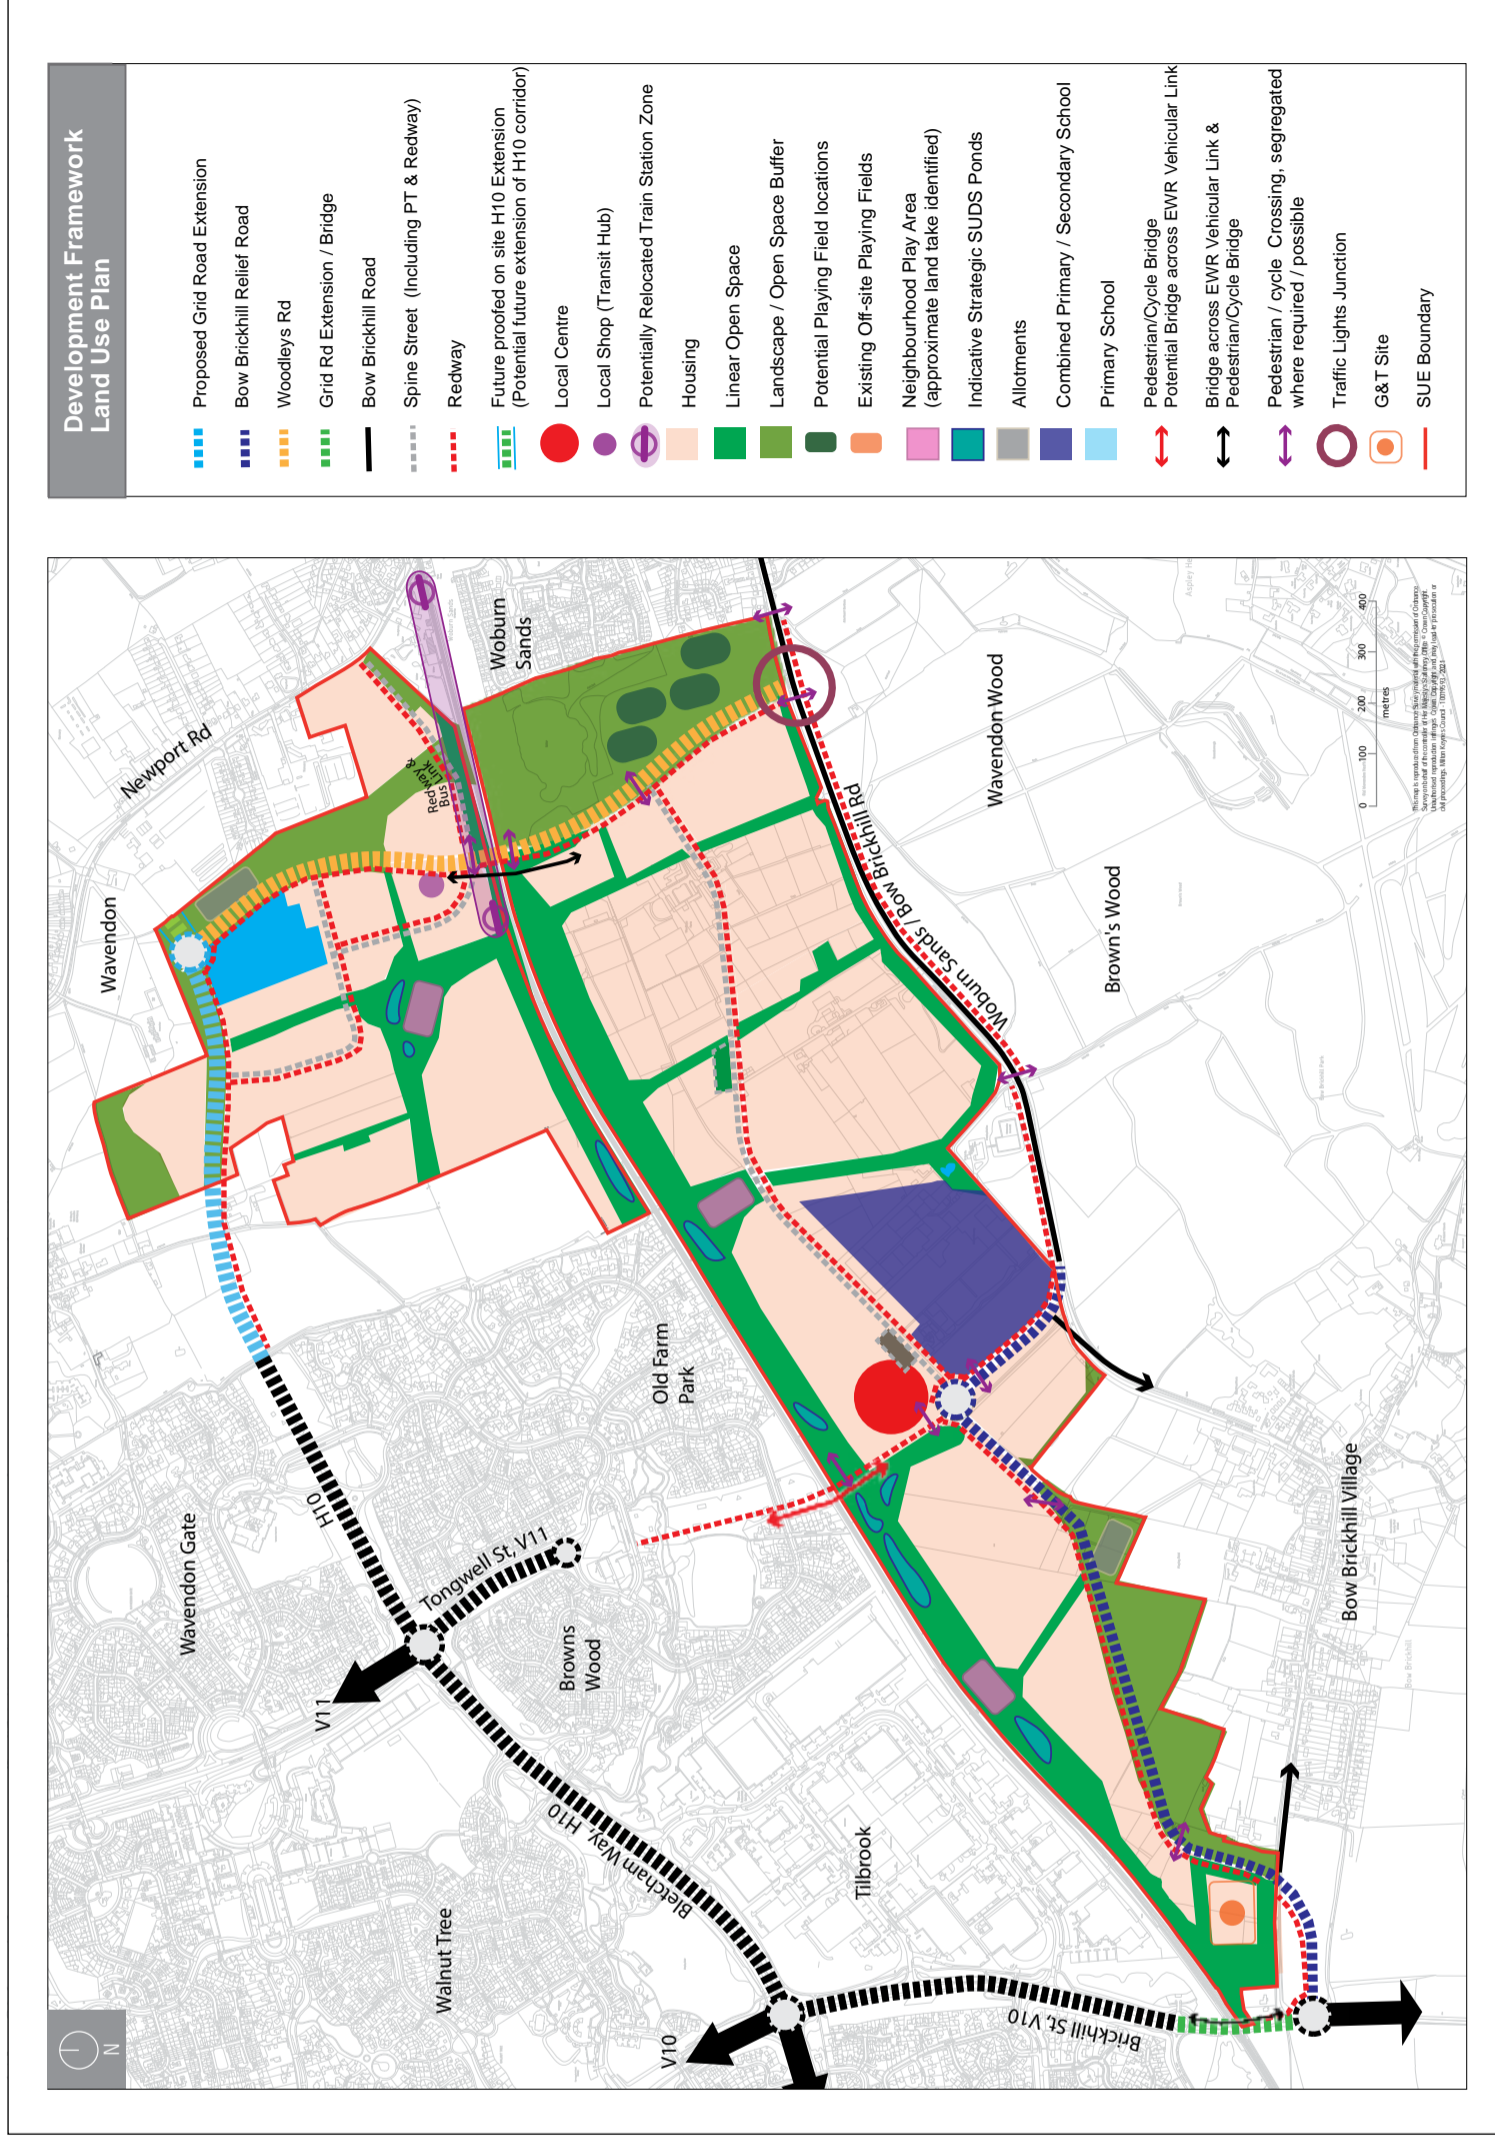 Development Framework
Land Use Plan
Proposed Grid Road Extension
Bow Brickhill Relief Road
Woodleys Rd
Grid Rd Extension / Bridge
Bow Brickhill Road
Spine Street (Including PT & Redway)
Redway
Future proofed on site H10 Extension
(Potential future extension of H10 corridor)
Local Centre
Local Shop (Transit Hub)
Potentially Relocated Train Station Zone
Housing
Linear Open Space
Landscape / Open Space Buffer
Potential Playing Field locations
Existing Off-site Playing Fields
Neighbourhood Play Area
(approximate land take identified)
Indicative Strategic SUDS Ponds
Allotments
Combined Primary / Secondary School
Primary School
Pedestrian/Cycle Bridge
Potential Bridge across EWR Vehicular Link
Bridge across EWR Vehicular Link &
Pedestrian/Cycle Bridge
Pedestrian / cycle Crossing, segregated
where required / possible
Traffic Lights Junction
G&T Site
SUE Boundary
N
Wavendon Gate
Wavendon
Newport Rd
Woburn
Sands
Redway &
Bus Link
H10
V11
Tongwell St, V11
Browns
Wood
Old Farm
Park
Walnut Tree
Bletcham Way, H10
V10
Tilbrook
Brickhill St, V10
Woburn Sands / Bow Brickhill Rd
Wavendon Wood
Brown's Wood
Bow Brickhill Village
Bow Brickhill
0 100 200 300 400
metres